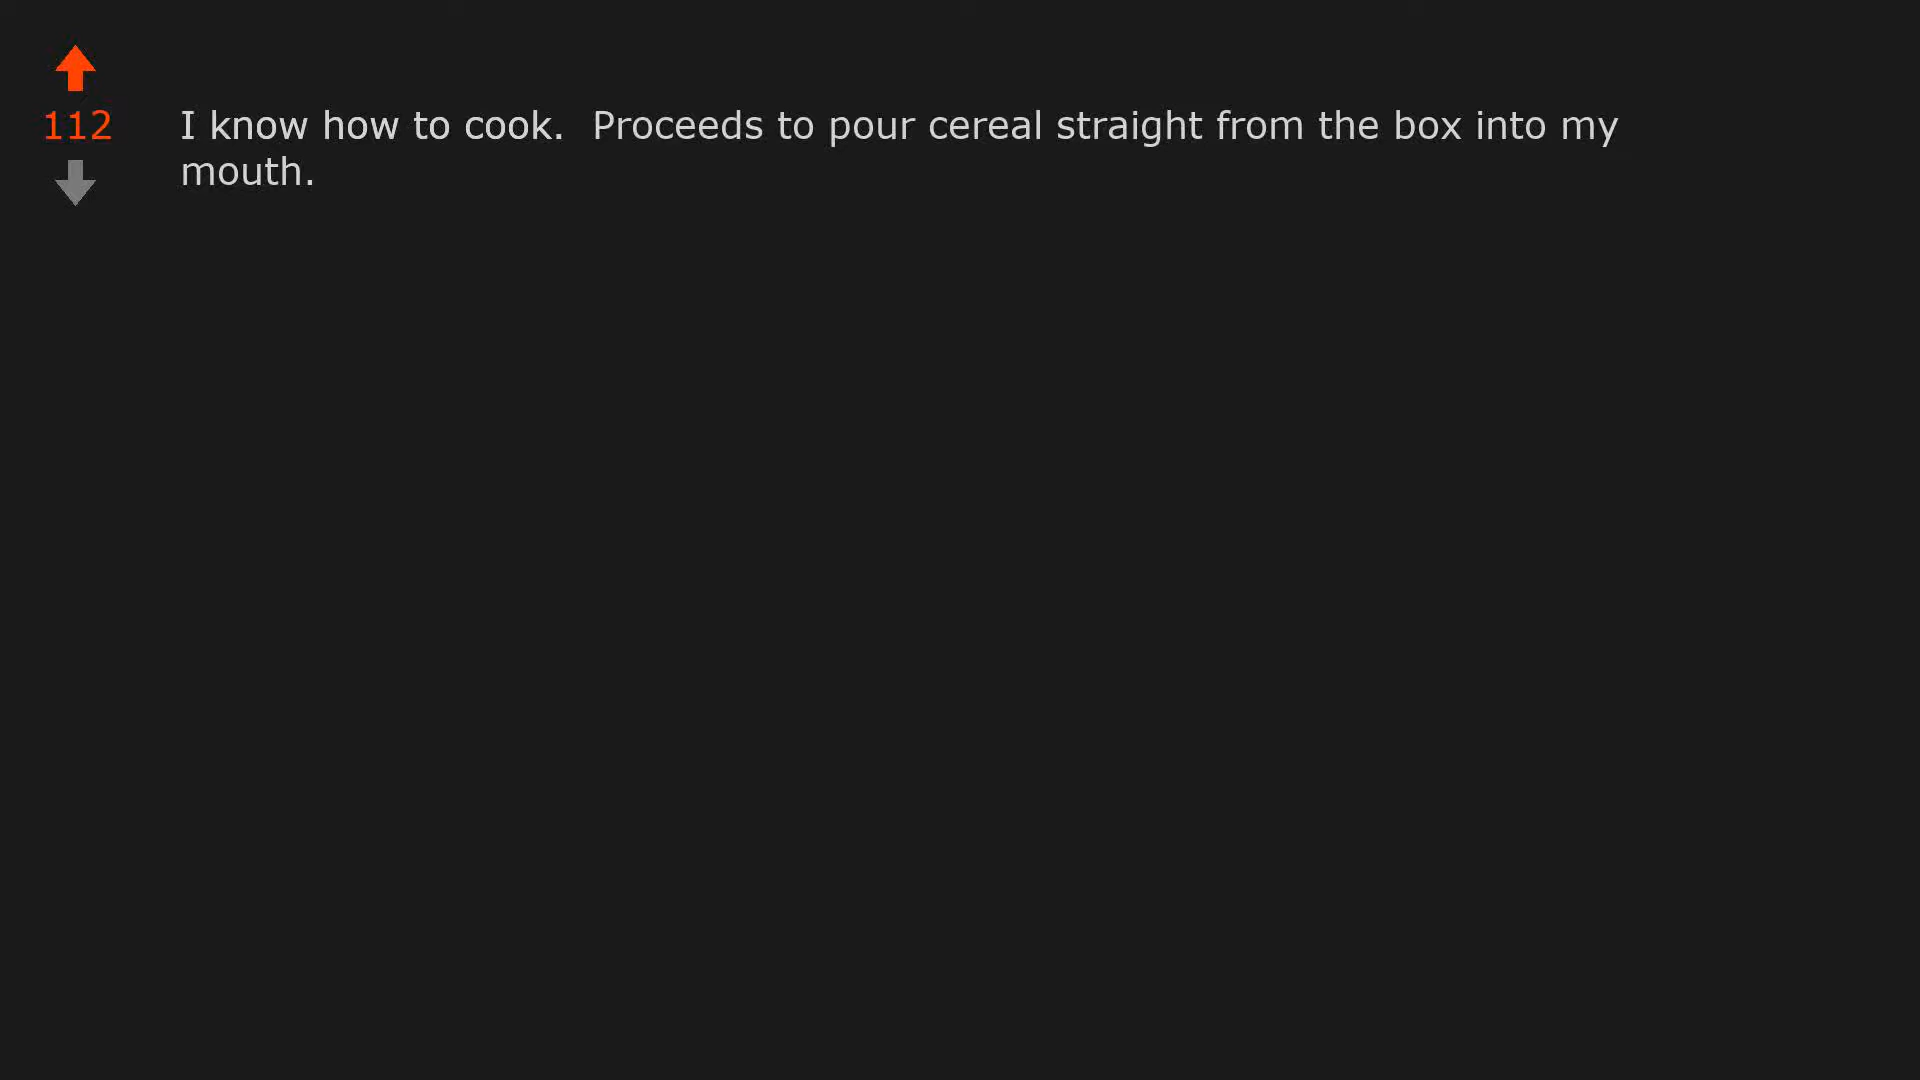 112
I know how to cook.  Proceeds to pour cereal straight from the box into my
mouth.